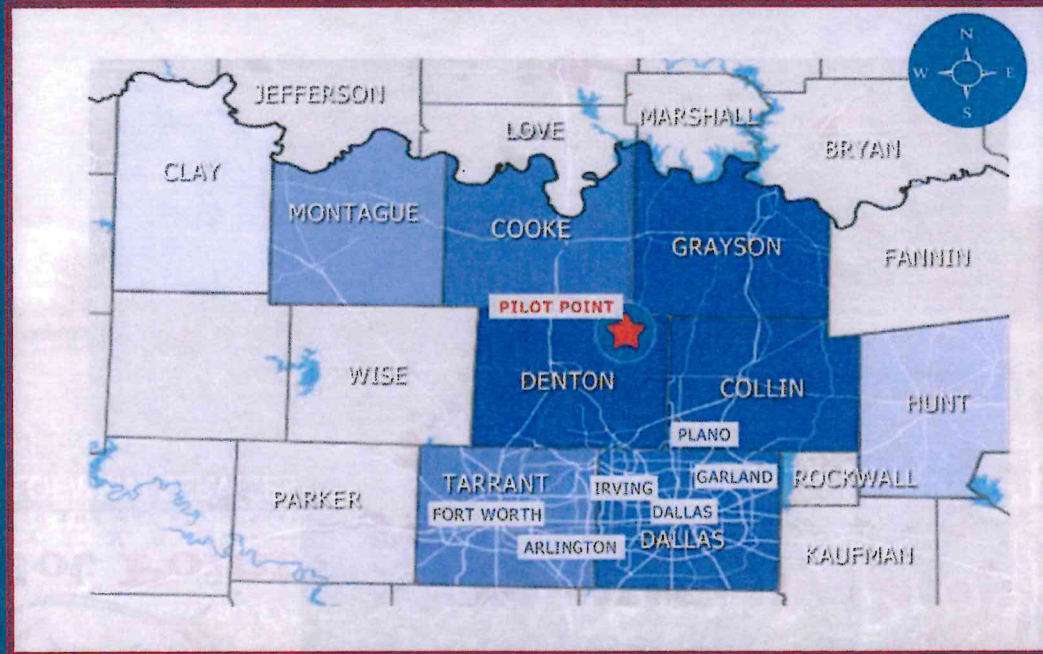 N
W E
S
JEFFERSON
LOVE
MARSHALL
BRYAN
CLAY
MONTAGUE
COOKE
GRAYSON
FANNIN
PILOT POINT
WISE
DENTON
COLLIN
HUNT
PLANO
TARRANT
IRVING
GARLAND
ROCKWALL
PARKER
FORT WORTH
DALLAS
ARLINGTON
DALLAS
KAUFMAN